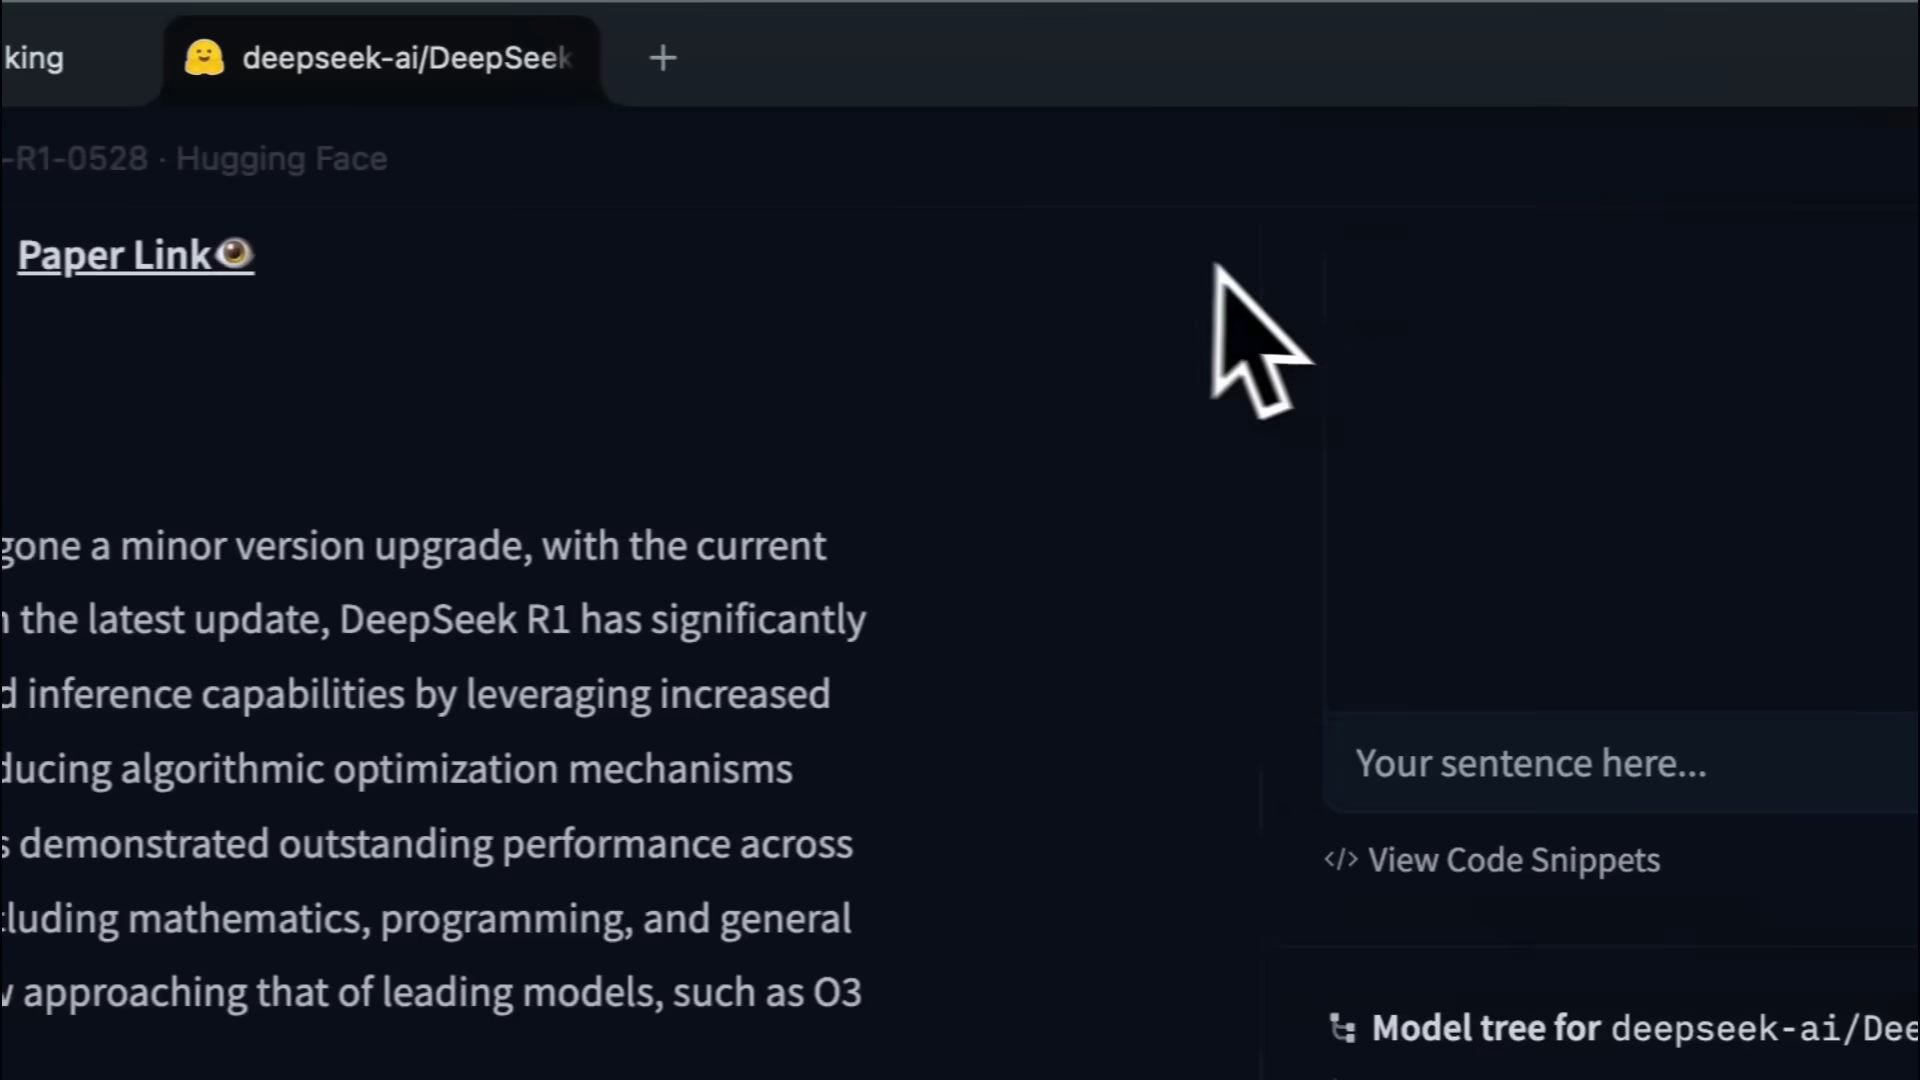 king
deepseek-ai/DeepSeek
-R1-0528 · Hugging Face
Paper Link👁️
gone a minor version upgrade, with the current
the latest update, DeepSeek R1 has significantly
inference capabilities by leveraging increased
ducing algorithmic optimization mechanisms
demonstrated outstanding performance across
cluding mathematics, programming, and general
approaching that of leading models, such as O3
Your sentence here...
</> View Code Snippets
Model tree for deepseek-ai/Dee